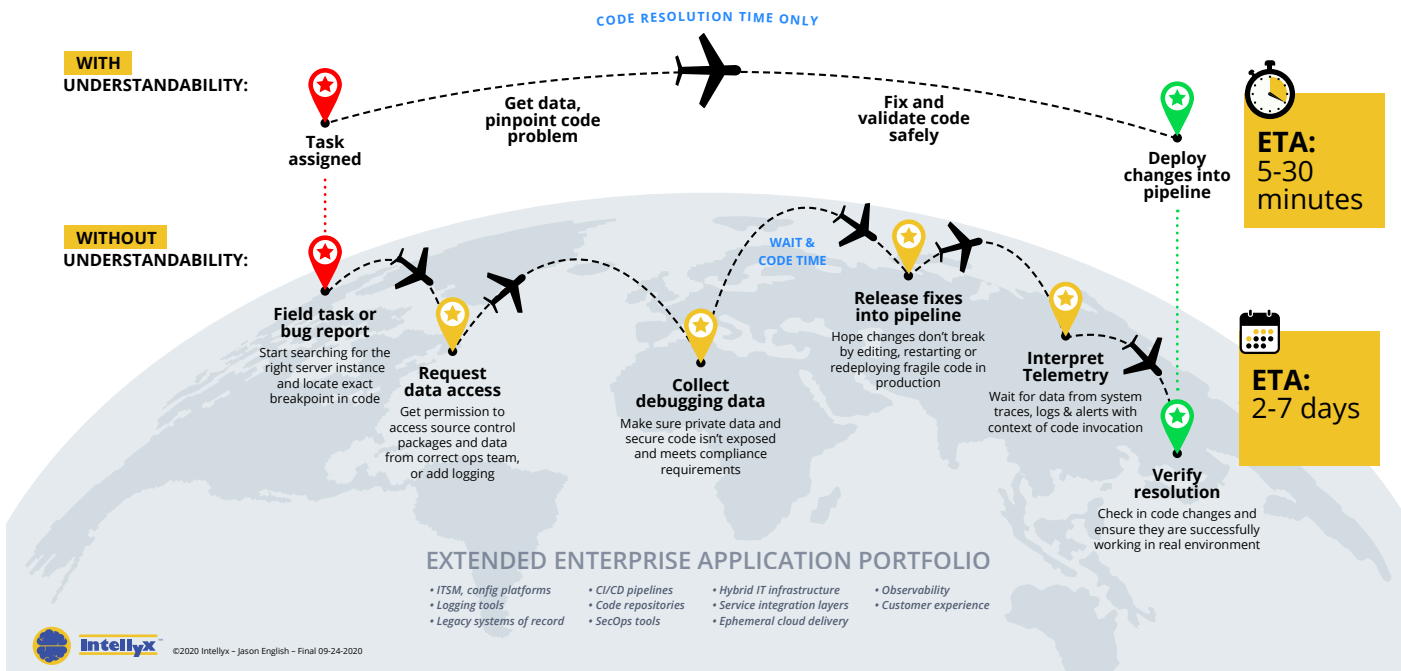 CODE RESOLUTION TIME ONLY
WITH
UNDERSTANDABILITY:
Task
assigned
Get data,
pinpoint code
problem
Fix and
validate code
safely
Deploy
changes into
pipeline
ETA:
5-30
minutes
WITHOUT
UNDERSTANDABILITY:
Field task or
bug report
Start searching for the
right server instance
and locate exact
breakpoint in code
Request
data access
Get permission to
access source control
packages and data
from correct ops team,
or add logging
Collect
debugging data
Make sure private data and
secure code isn't exposed
and meets compliance
requirements
WAIT &
CODE TIME
Release fixes
into pipeline
Hope changes don't break
by editing, restarting or
redeploying fragile code in
production
Interpret
Telemetry
Wait for data from system
traces, logs & alerts with
context of code invocation
Verify
resolution
Check in code changes and
ensure they are successfully
working in real environment
ETA:
2-7 days
EXTENDED ENTERPRISE APPLICATION PORTFOLIO
• ITSM, config platforms
• Logging tools
• Legacy systems of record
• CI/CD pipelines
• Code repositories
• SecOps tools
• Hybrid IT infrastructure
• Service integration layers
• Ephemeral cloud delivery
• Observability
• Customer experience
Intellyx™
©2020 Intellyx – Jason English – Final 09-24-2020